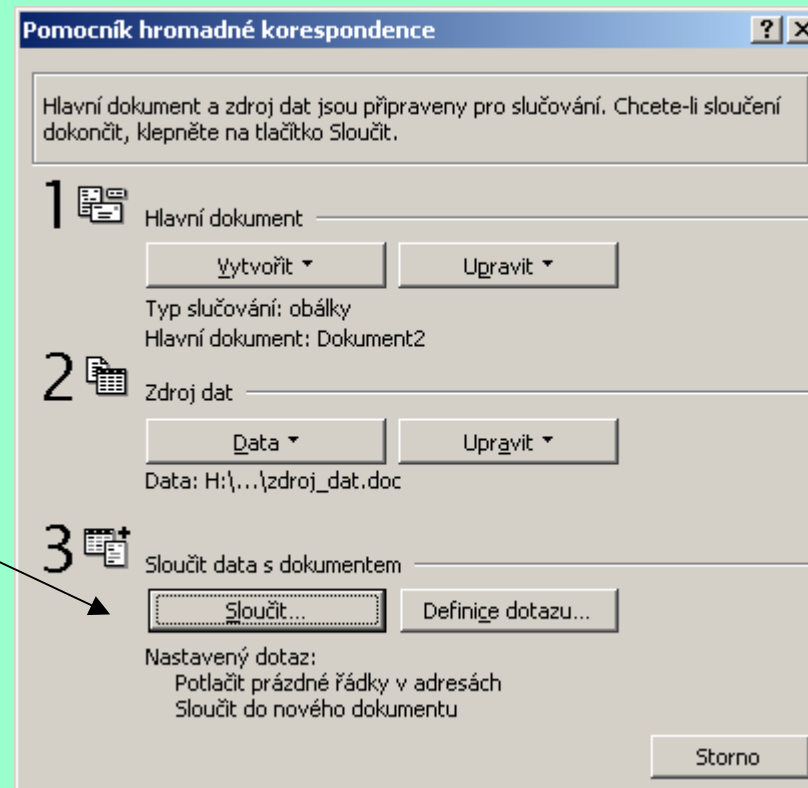 Pomocník hromadné korespondence
Hlavní dokument a zdroj dat jsou připraveny pro slučování. Chcete-li sloučení
dokončit, klepněte na tlačítko Sloučit.
1
Hlavní dokument
Vytvořit
Upravit
Typ slučování: obálky
Hlavní dokument: Dokument2
2
Zdroj dat
Data
Upravit
Data: H:\...\zdroj_dat.doc
3
Sloučit data s dokumentem
Sloučit...
Definice dotazu...
Nastavený dotaz:
Potlačit prázdné řádky v adresách
Sloučit do nového dokumentu
Storno